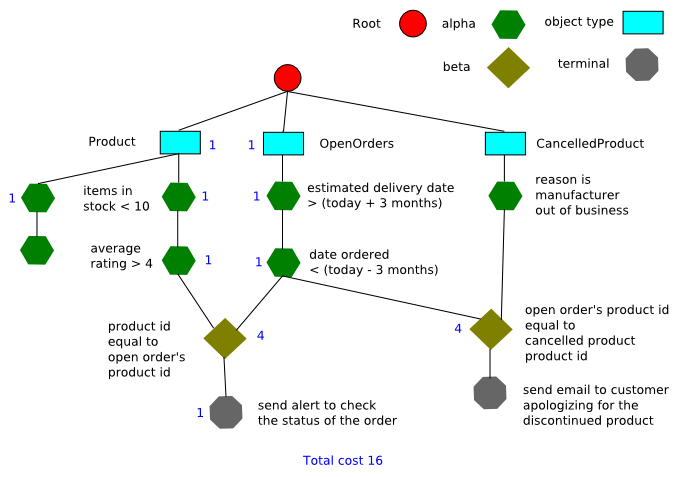 Root
alpha
object type
beta
terminal
Product
1
1
OpenOrders
CancelledProduct
1
items in
stock < 10
1
1
estimated delivery date
> (today + 3 months)
reason is
manufacturer
out of business
average
rating > 4
1
1
date ordered
< (today - 3 months)
product id
equal to
open order's
product id
4
4
open order's product id
equal to
cancelled product
product id
1
send alert to check
the status of the order
send email to customer
apologizing for the
discontinued product
Total cost 16